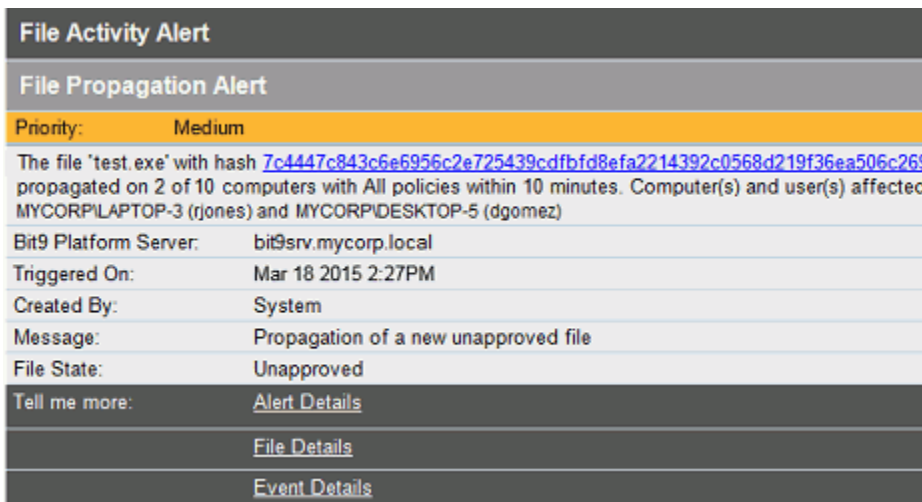 File Activity Alert
File Propagation Alert
Priority: Medium
The file 'test.exe' with hash 7c4447c843c6e6956c2e725439cdfbfd8efa2214392c0568d219f36ea506c269
propagated on 2 of 10 computers with All policies within 10 minutes. Computer(s) and user(s) affected
MYCORP\LAPTOP-3 (rjones) and MYCORP\DESKTOP-5 (dgomez)
Bit9 Platform Server: bit9srv.mycorp.local
Triggered On: Mar 18 2015 2:27PM
Created By: System
Message: Propagation of a new unapproved file
File State: Unapproved
Tell me more: Alert Details
File Details
Event Details